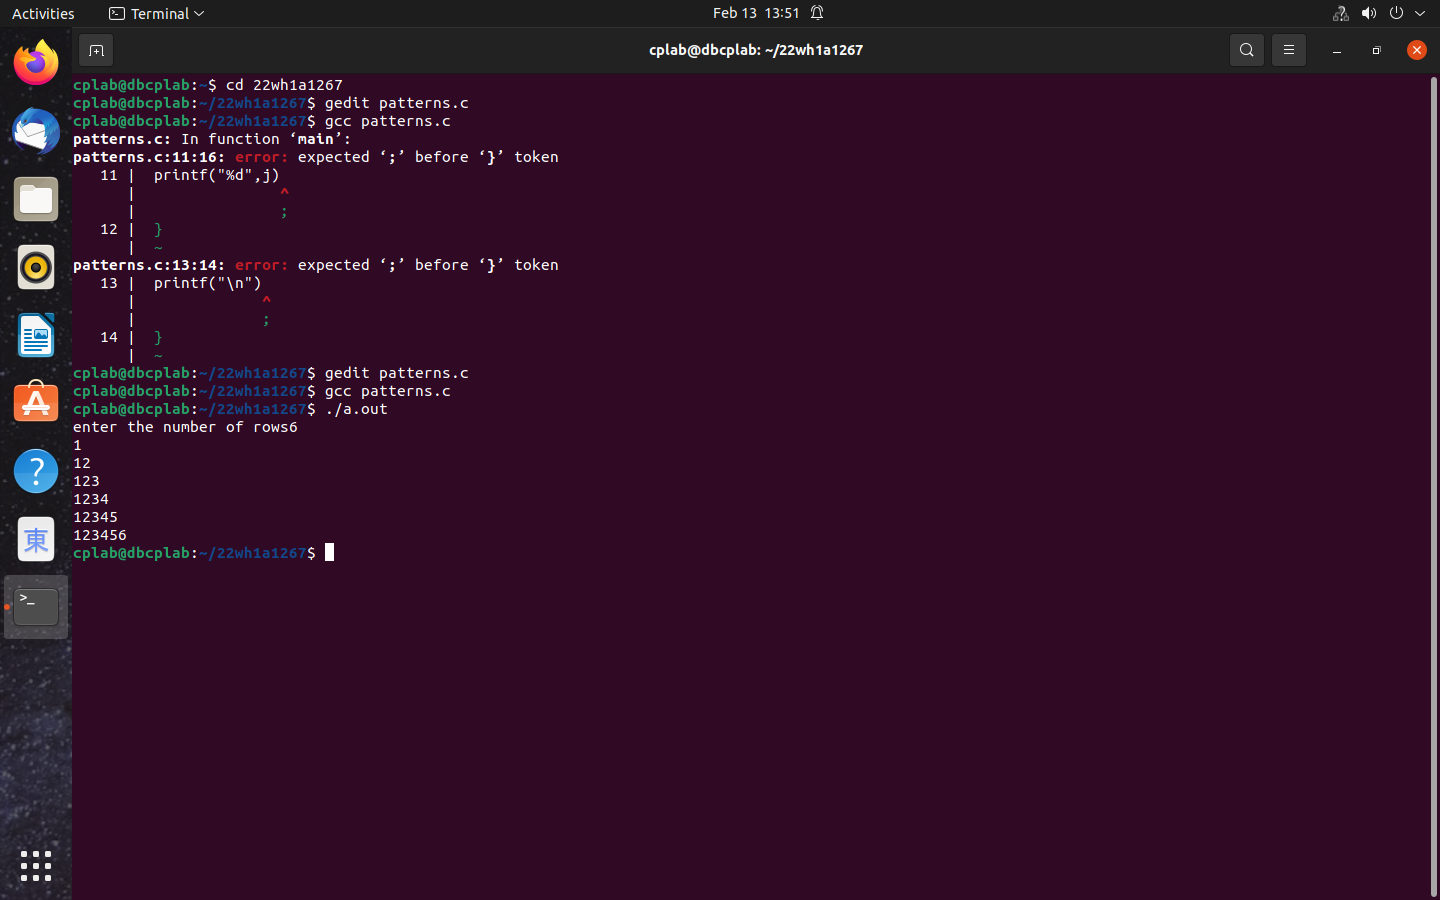 Activities
Terminal
Feb 13 13:51
cplab@dbcplab: ~/22wh1a1267
cplab@dbcplab:~$ cd 22wh1a1267
cplab@dbcplab:~/22wh1a1267$ gedit patterns.c
cplab@dbcplab:~/22wh1a1267$ gcc patterns.c
patterns.c: In function ‘main’:
patterns.c:11:16: error: expected ‘;’ before ‘}’ token
   11 |  printf("%d",j)
      |                ^
      |                ;
   12 |  }
      |  ~
patterns.c:13:14: error: expected ‘;’ before ‘}’ token
   13 |  printf("\n")
      |              ^
      |              ;
   14 |  }
      |  ~
cplab@dbcplab:~/22wh1a1267$ gedit patterns.c
cplab@dbcplab:~/22wh1a1267$ gcc patterns.c
cplab@dbcplab:~/22wh1a1267$ ./a.out
enter the number of rows6
1
12
123
1234
12345
123456
cplab@dbcplab:~/22wh1a1267$
?
東
>_